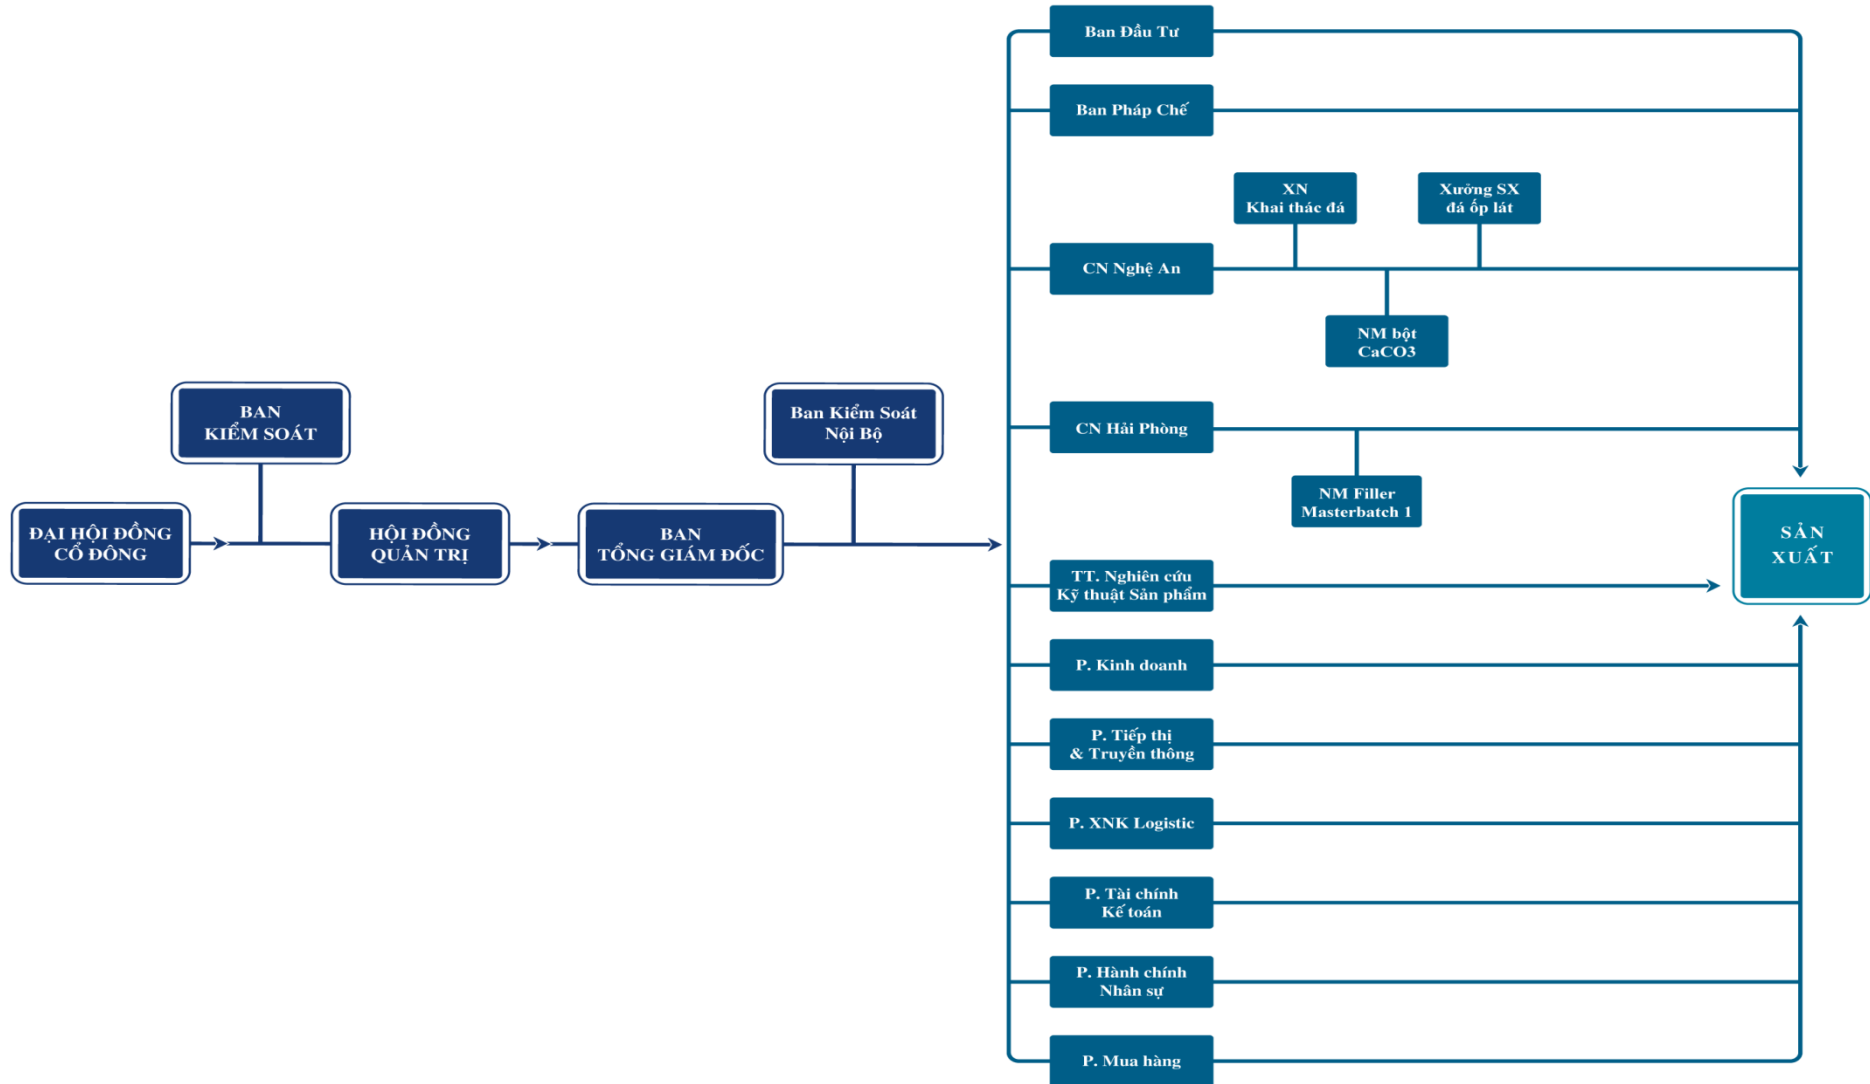 Ban Đầu Tư
Ban Pháp Chế
XN
Khai thác đá
Xưởng SX
đá ốp lát
CN Nghệ An
NM bột
CaCO3
BAN
KIỂM SOÁT
Ban Kiểm Soát
Nội Bộ
CN Hải Phòng
NM Filler
Masterbatch 1
ĐẠI HỘI ĐỒNG
CỔ ĐÔNG
HỘI ĐỒNG
QUẢN TRỊ
BAN
TỔNG GIÁM ĐỐC
SẢN
XUẤT
TT. Nghiên cứu
Kỹ thuật Sản phẩm
P. Kinh doanh
P. Tiếp thị
& Truyền thông
P. XNK Logistic
P. Tài chính
Kế toán
P. Hành chính
Nhân sự
P. Mua hàng